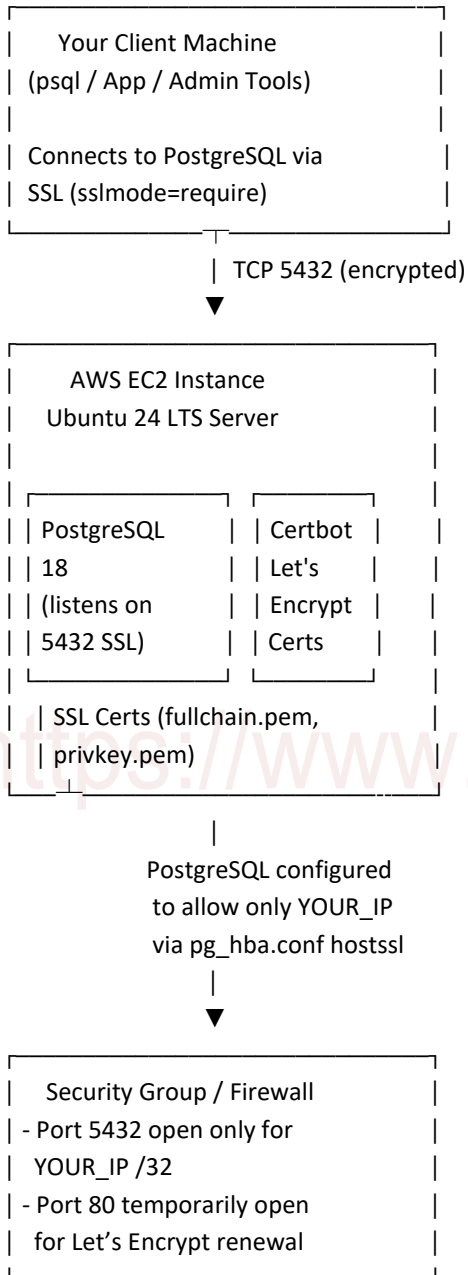 Your Client Machine
(psql / App / Admin Tools)
Connects to PostgreSQL via
SSL (sslmode=require)
TCP 5432 (encrypted)
AWS EC2 Instance
Ubuntu 24 LTS Server
PostgreSQL Certbot
18 Let's
(listens on Encrypt
5432 SSL) Certs
SSL Certs (fullchain.pem,
privkey.pem)
https://www.
PostgreSQL configured
to allow only YOUR_IP
via pg_hba.conf hostssl
Security Group / Firewall
- Port 5432 open only for
YOUR_IP /32
- Port 80 temporarily open
for Let’s Encrypt renewal